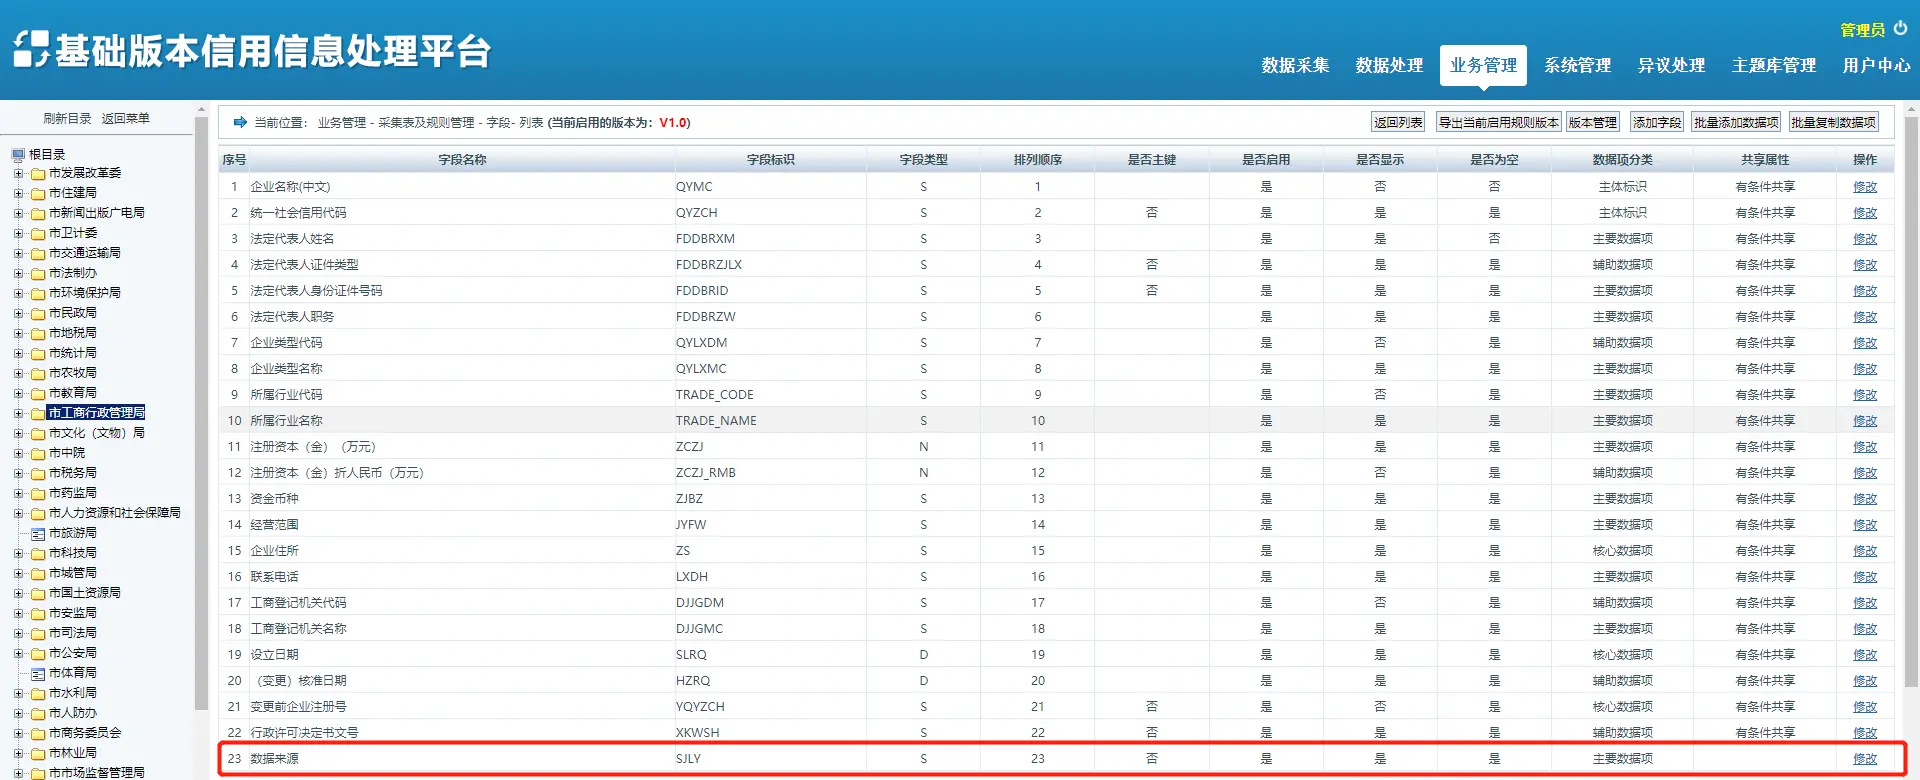 基础版本信用信息处理平台
管理员
数据采集 数据处理 业务管理 系统管理 异议处理 主题库管理 用户中心
刷新目录 返回菜单
根目录
市发展改革委
市住建局
市新闻出版广电局
市卫计委
市交通运输局
市法制办
市环境保护局
市民政局
市地税局
市统计局
市农牧局
市教育局
市工商行政管理局
市文化（文物）局
市中院
市税务局
市药监局
市人力资源和社会保障局
市旅游局
市科技局
市城管局
市国土资源局
市安监局
市司法局
市公安局
市体育局
市水利局
市人防办
市商务委员会
市林业局
市市场监督管理局
当前位置： 业务管理 - 采集表及规则管理 - 字段- 列表 (当前启用的版本为：V1.0)
返回列表 导出当前启用规则版本 版本管理 添加字段 批量添加数据项 批量复制数据项
序号 字段名称 字段标识 字段类型 排列顺序 是否主键 是否启用 是否显示 是否为空 数据项分类 共享属性 操作
1 企业名称(中文) QYMC S 1 是 否 否 主体标识 有条件共享 修改
2 统一社会信用代码 QYZCH S 2 否 是 是 是 主体标识 有条件共享 修改
3 法定代表人姓名 FDDBRXM S 3 是 是 否 主要数据项 有条件共享 修改
4 法定代表人证件类型 FDDBRZJLX S 4 否 是 是 是 辅助数据项 有条件共享 修改
5 法定代表人身份证件号码 FDDBRID S 5 否 是 是 是 主要数据项 有条件共享 修改
6 法定代表人职务 FDDBRZW S 6 是 是 是 主要数据项 有条件共享 修改
7 企业类型代码 QYLXDM S 7 是 否 是 辅助数据项 有条件共享 修改
8 企业类型名称 QYLXMC S 8 是 是 是 主要数据项 有条件共享 修改
9 所属行业代码 TRADE_CODE S 9 是 否 是 主要数据项 有条件共享 修改
10 所属行业名称 TRADE_NAME S 10 是 是 是 主要数据项 有条件共享 修改
11 注册资本（金）（万元） ZCZJ N 11 是 是 是 主要数据项 有条件共享 修改
12 注册资本（金）折人民币（万元） ZCZJ_RMB N 12 是 否 是 辅助数据项 有条件共享 修改
13 资金币种 ZJBZ S 13 是 是 是 主要数据项 有条件共享 修改
14 经营范围 JYFW S 14 是 是 是 主要数据项 有条件共享 修改
15 企业住所 ZS S 15 是 是 是 核心数据项 有条件共享 修改
16 联系电话 LXDH S 16 是 是 是 主要数据项 有条件共享 修改
17 工商登记机关代码 DJJGDM S 17 是 否 是 辅助数据项 有条件共享 修改
18 工商登记机关名称 DJJGMC S 18 是 是 是 主要数据项 有条件共享 修改
19 设立日期 SLRQ D 19 是 是 是 核心数据项 有条件共享 修改
20 （变更）核准日期 HZRQ D 20 是 是 是 辅助数据项 有条件共享 修改
21 变更前企业注册号 YQYZCH S 21 否 是 否 是 核心数据项 有条件共享 修改
22 行政许可决定书文号 XKWSH S 22 否 是 是 是 辅助数据项 有条件共享 修改
23 数据来源 SJLY S 23 否 是 是 是 主要数据项 修改